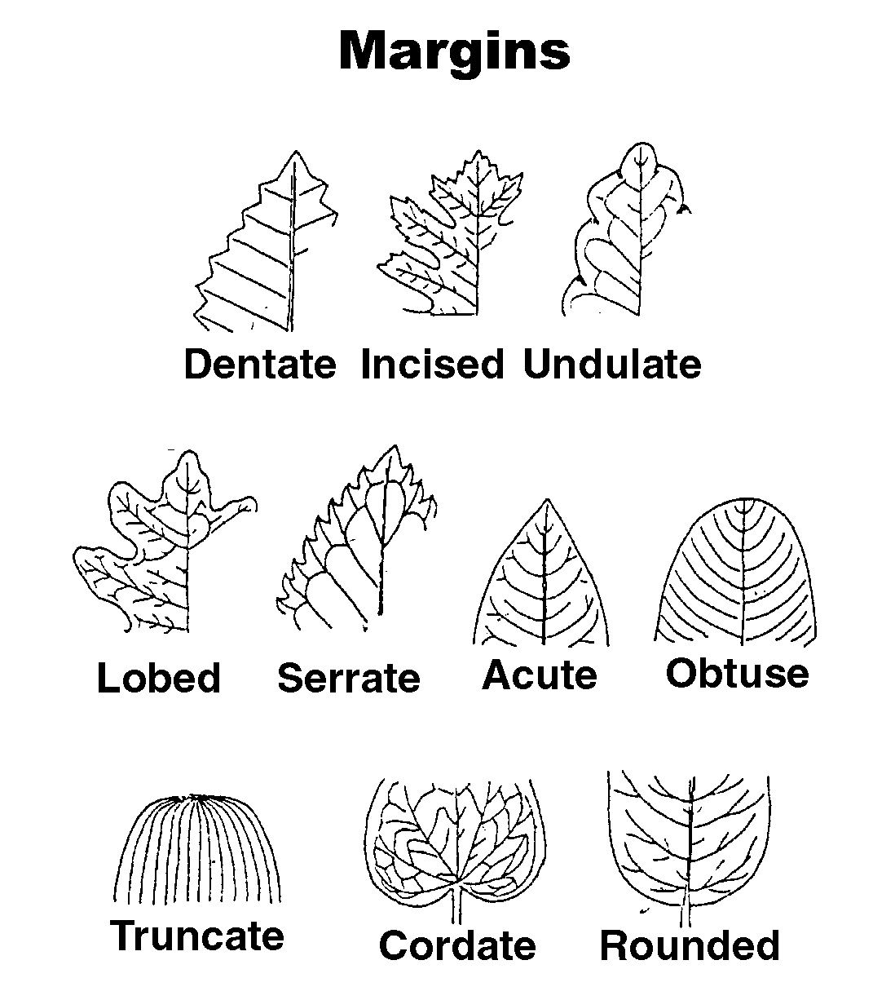 Margins
Dentate Incised Undulate
Lobed Serrate Acute Obtuse
Truncate Cordate Rounded